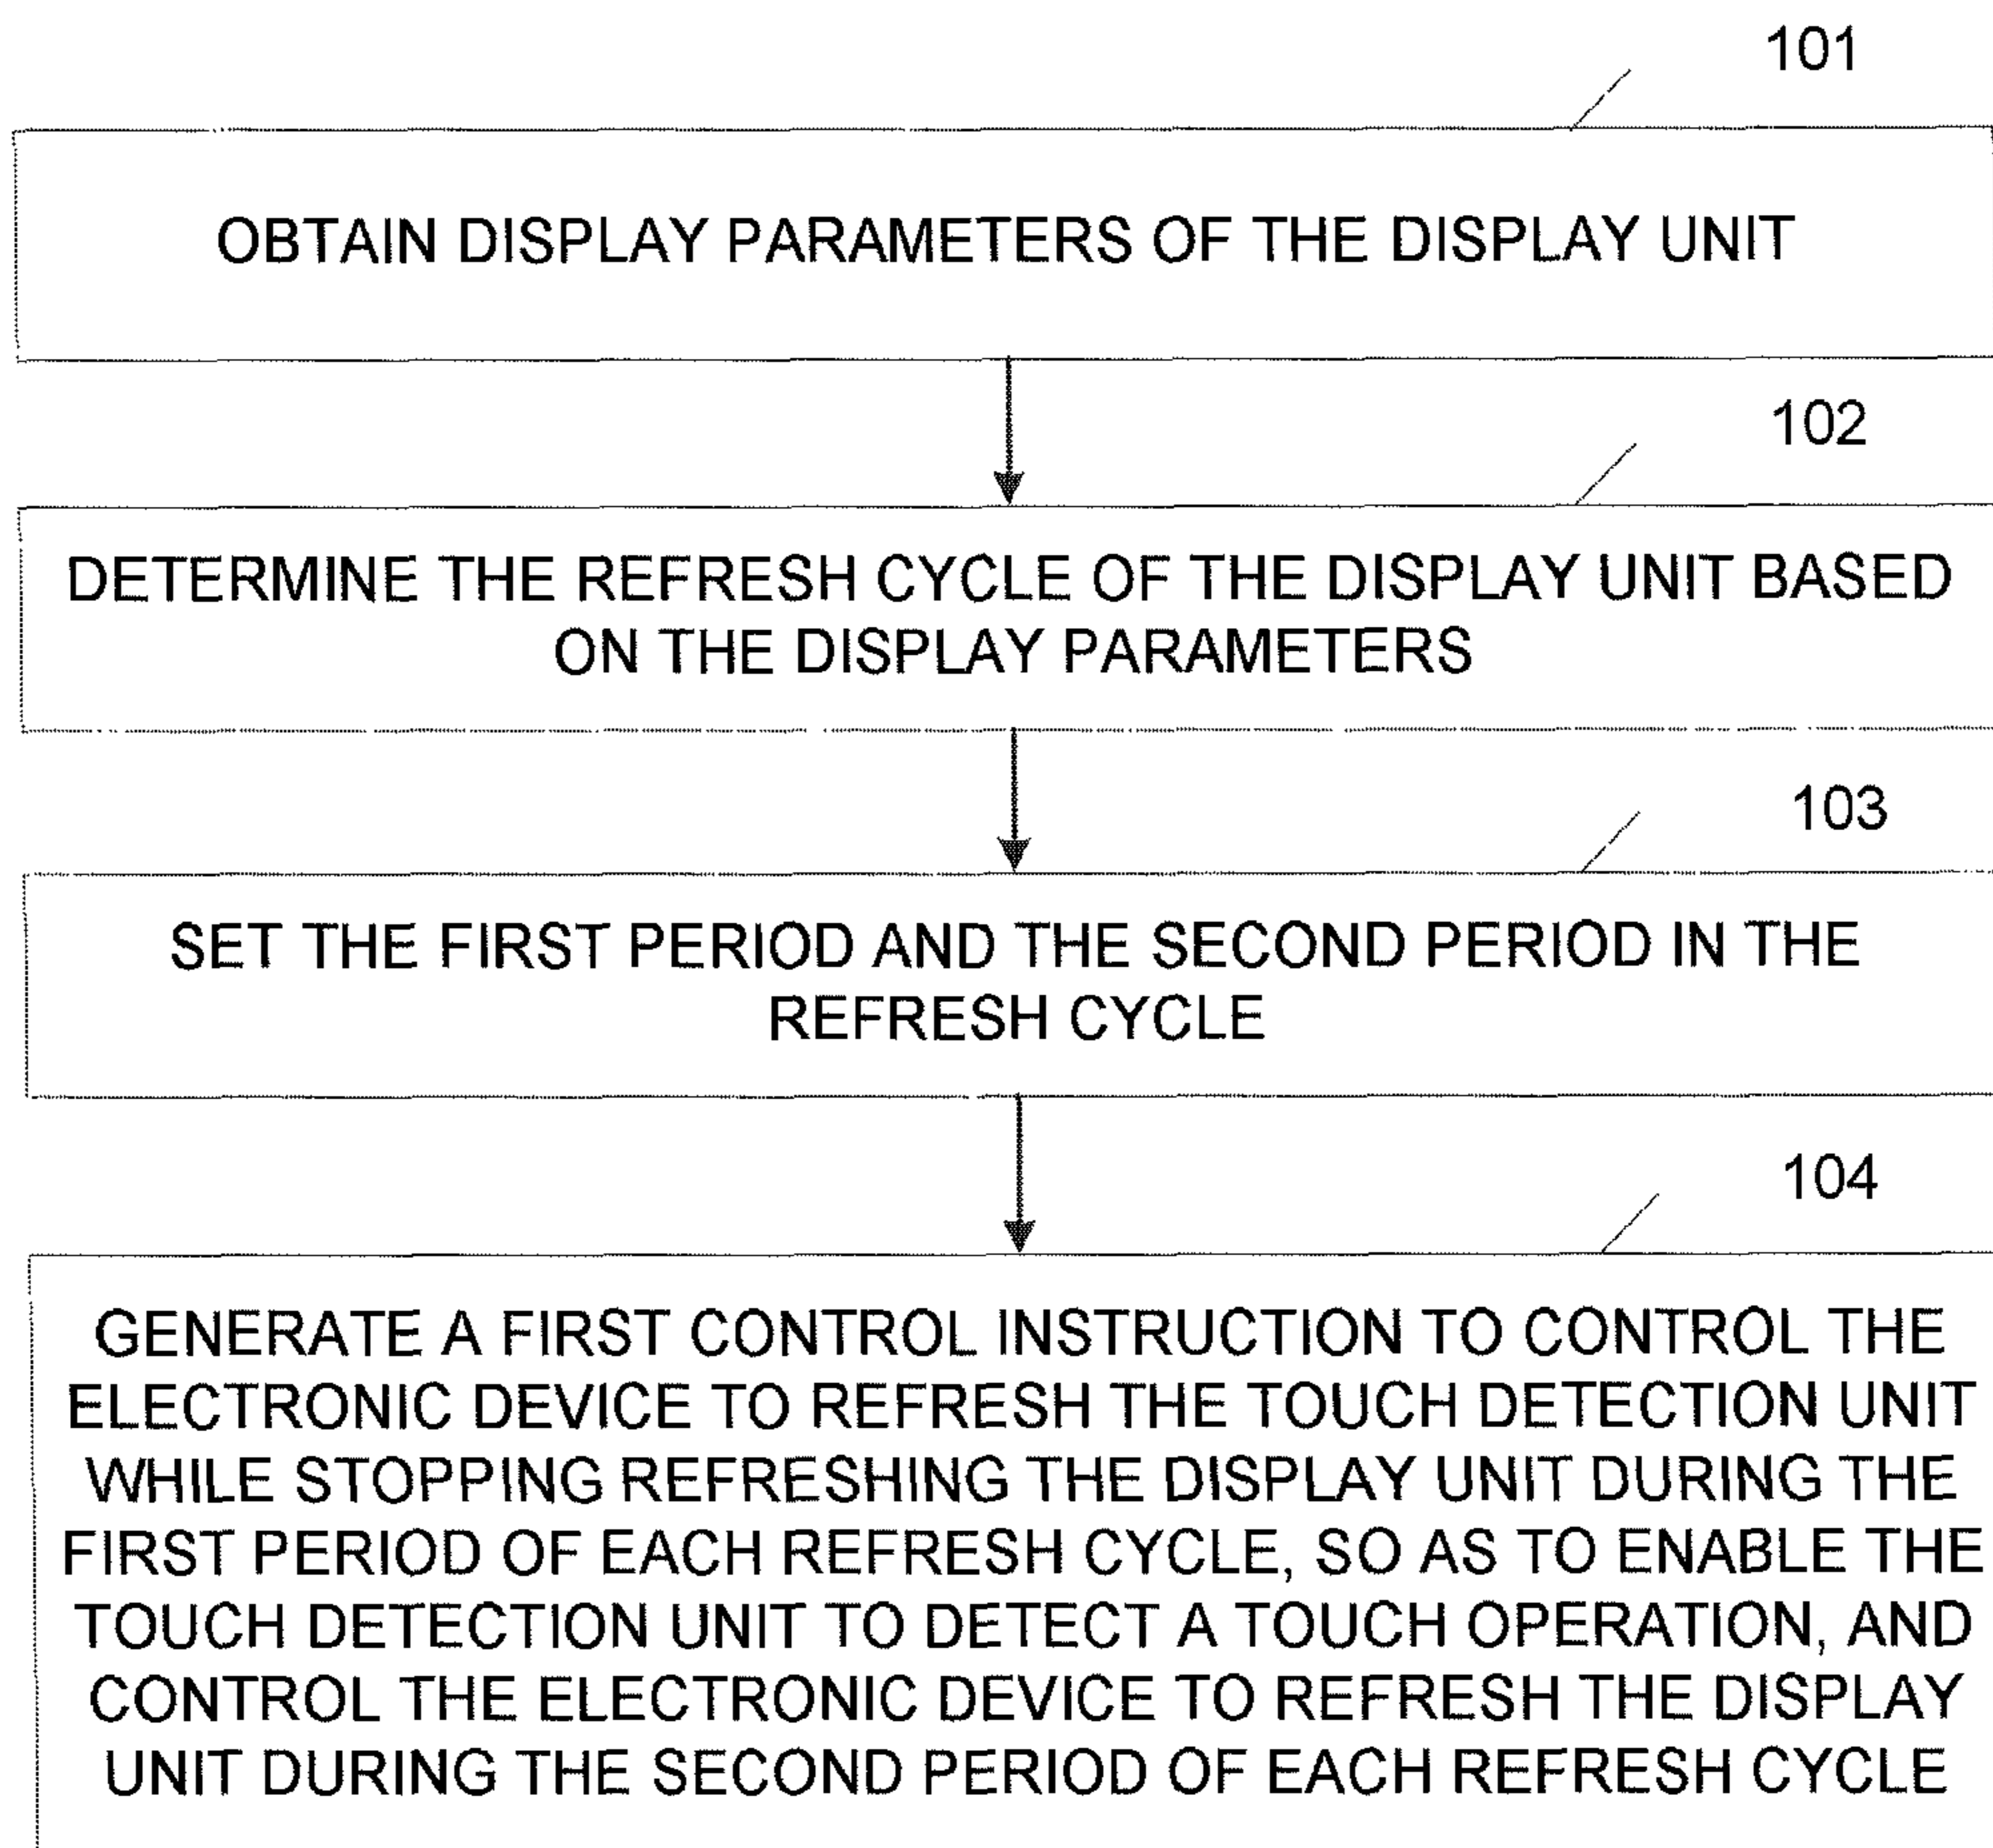 101
OBTAIN DISPLAY PARAMETERS OF THE DISPLAY UNIT
102
DETERMINE THE REFRESH CYCLE OF THE DISPLAY UNIT BASED
ON THE DISPLAY PARAMETERS
103
SET THE FIRST PERIOD AND THE SECOND PERIOD IN THE
REFRESH CYCLE
104
GENERATE A FIRST CONTROL INSTRUCTION TO CONTROL THE
ELECTRONIC DEVICE TO REFRESH THE TOUCH DETECTION UNIT
WHILE STOPPING REFRESHING THE DISPLAY UNIT DURING THE
FIRST PERIOD OF EACH REFRESH CYCLE, SO AS TO ENABLE THE
TOUCH DETECTION UNIT TO DETECT A TOUCH OPERATION, AND
CONTROL THE ELECTRONIC DEVICE TO REFRESH THE DISPLAY
UNIT DURING THE SECOND PERIOD OF EACH REFRESH CYCLE